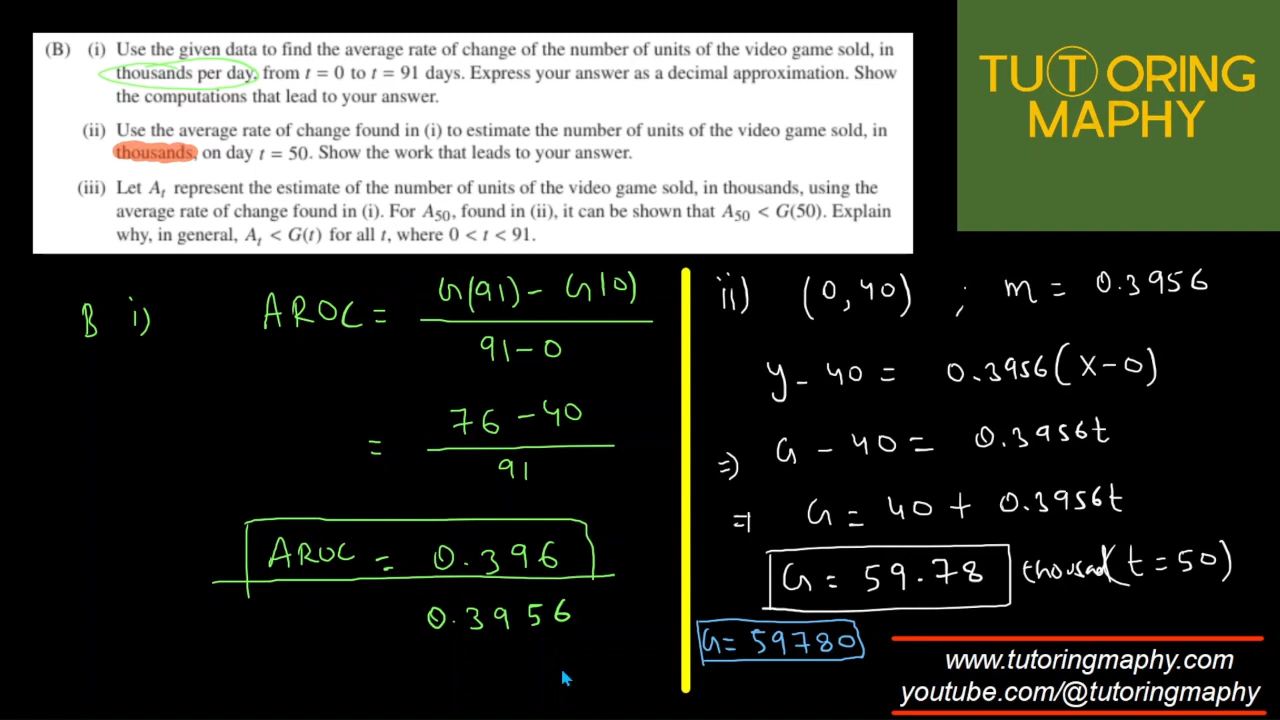 (B) (i) Use the given data to find the average rate of change of the number of units of the video game sold, in
thousands per day, from t = 0 to t = 91 days. Express your answer as a decimal approximation. Show
the computations that lead to your answer.
(ii) Use the average rate of change found in (i) to estimate the number of units of the video game sold, in
thousands, on day t = 50. Show the work that leads to your answer.
(iii) Let Aₜ represent the estimate of the number of units of the video game sold, in thousands, using the
average rate of change found in (i). For A₅₀, found in (ii), it can be shown that A₅₀ < G(50). Explain
why, in general, Aₜ < G(t) for all t, where 0 < t < 91.
TUTORING
MAPHY
B i) AROC = G(91) - G(0)
91 - 0
= 76 - 40
91
AROC = 0.396
0.3956
ii) (0, 40) ; m = 0.3956
y - 40 = 0.3956(x - 0)
⇒ G - 40 = 0.3956t
⇒ G = 40 + 0.3956t
G = 59.78 thousad (t = 50)
G = 59780
www.tutoringmaphy.com
youtube.com/@tutoringmaphy